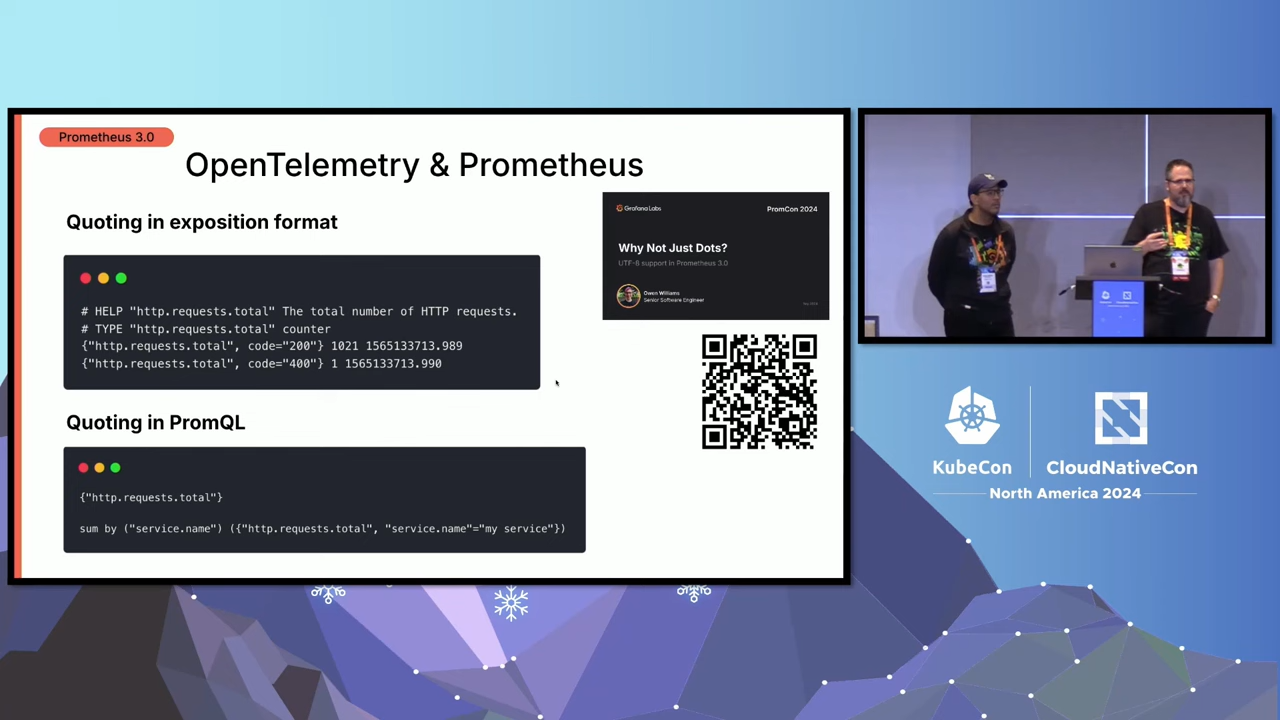 Prometheus 3.0
OpenTelemetry & Prometheus
Quoting in exposition format
# HELP "http.requests.total" The total number of HTTP requests.
# TYPE "http.requests.total" counter
{"http.requests.total", code="200"} 1021 1565133713.989
{"http.requests.total", code="400"} 1 1565133713.990
Quoting in PromQL
{"http.requests.total"}
sum by ("service.name") ({"http.requests.total", "service.name"="my service"})
Grafana Labs
PromCon 2024
Why Not Just Dots?
UTF-8 support in Prometheus 3.0
Owen Williams
Senior Software Engineer
KubeCon
CloudNativeCon
North America 2024